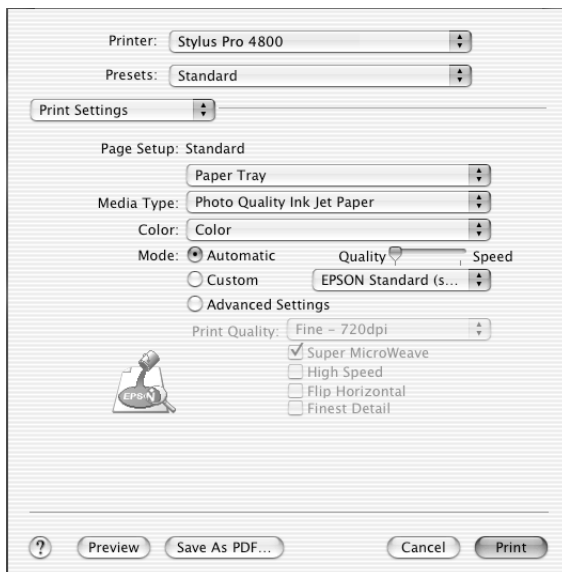 Printer: Stylus Pro 4800
Presets: Standard
Print Settings
Page Setup: Standard
Paper Tray
Media Type: Photo Quality Ink Jet Paper
Color: Color
Mode: Automatic Quality Speed
Custom EPSON Standard (s...
Advanced Settings
Print Quality: Fine - 720dpi
Super MicroWeave
High Speed
Flip Horizontal
Finest Detail
EPSON
? Preview Save As PDF... Cancel Print